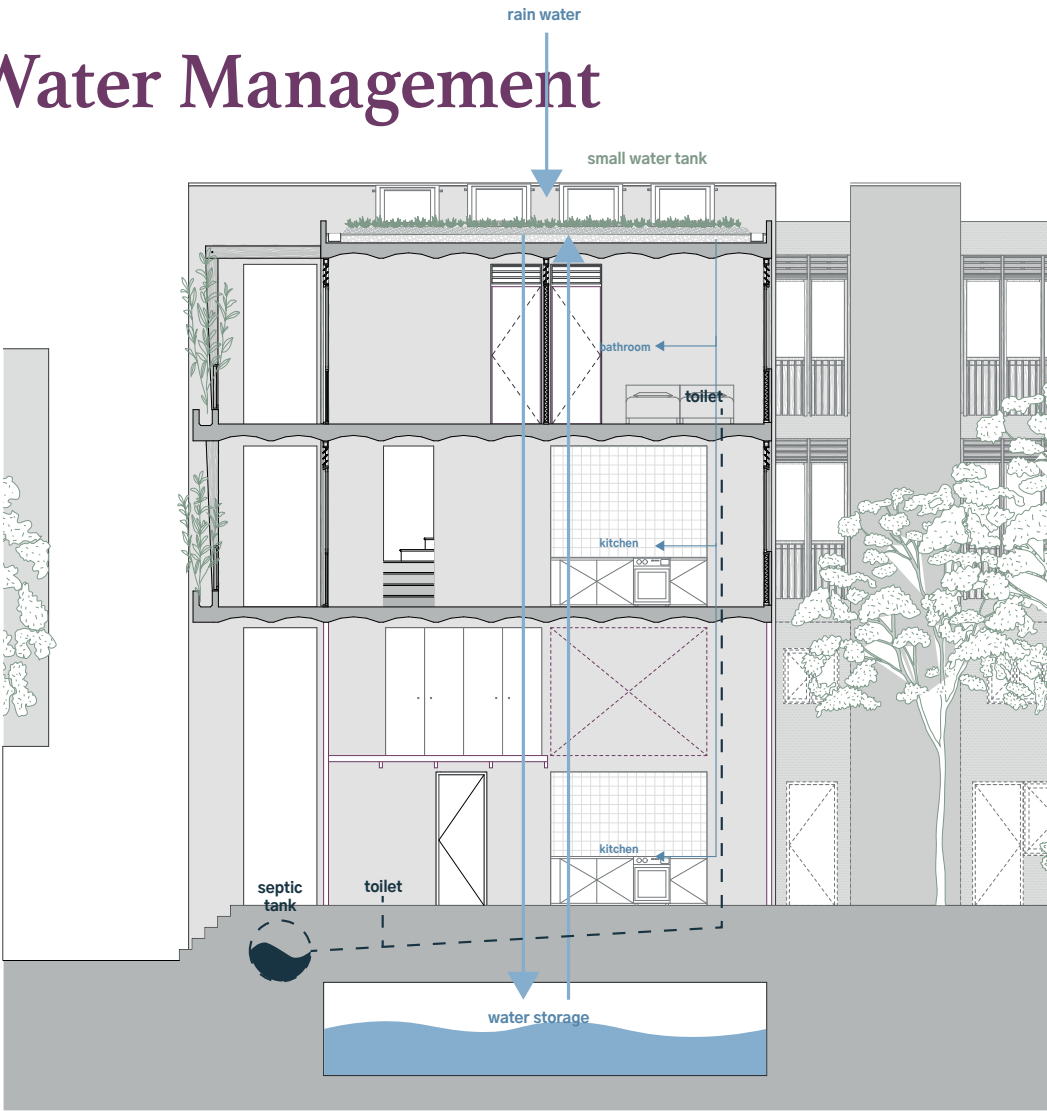 rain water
Water Management
small water tank
bathroom
toilet
kitchen
kitchen
septic
tank
toilet
water storage